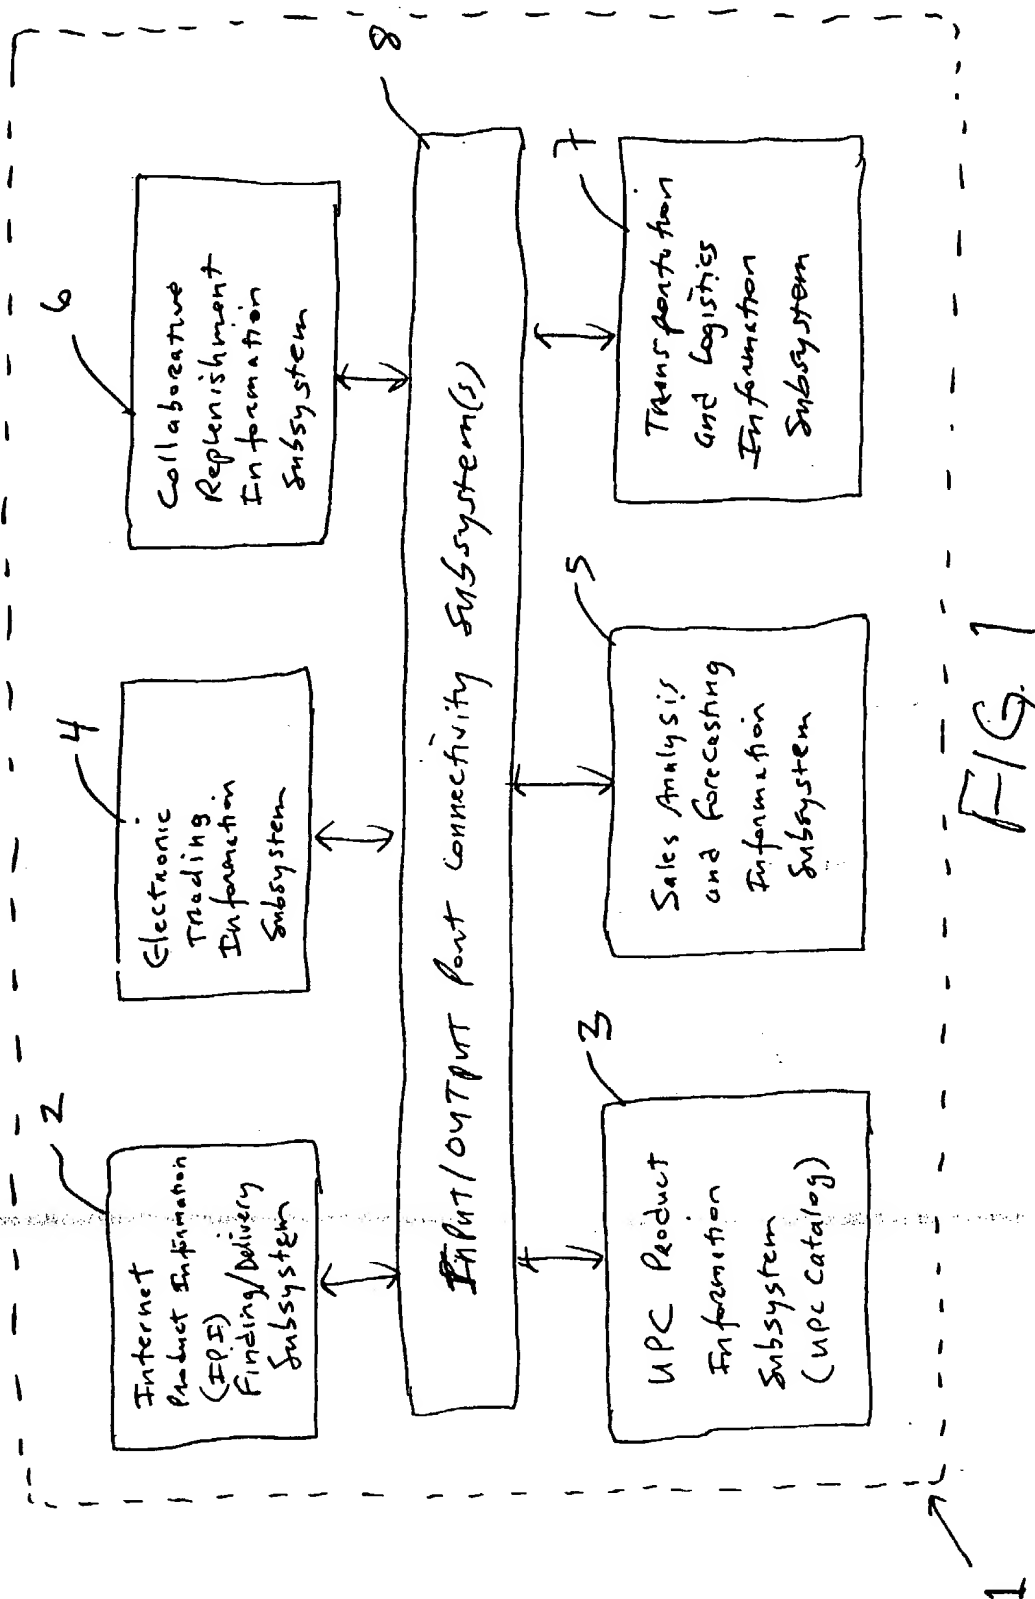 2
Internet
Product Information
(IPI)
Finding/Delivery
Subsystem
4
Electronic
Trading
Information
Subsystem
6
Collaborative
Replenishment
Information
Subsystem
8
Input/Output Port Connectivity Subsystem(s)
3
UPC Product
Information
Subsystem
(UPC Catalog)
5
Sales Analysis
and Forecasting
Information
Subsystem
7
Transportation
and Logistics
Information
Subsystem
1
FIG. 1